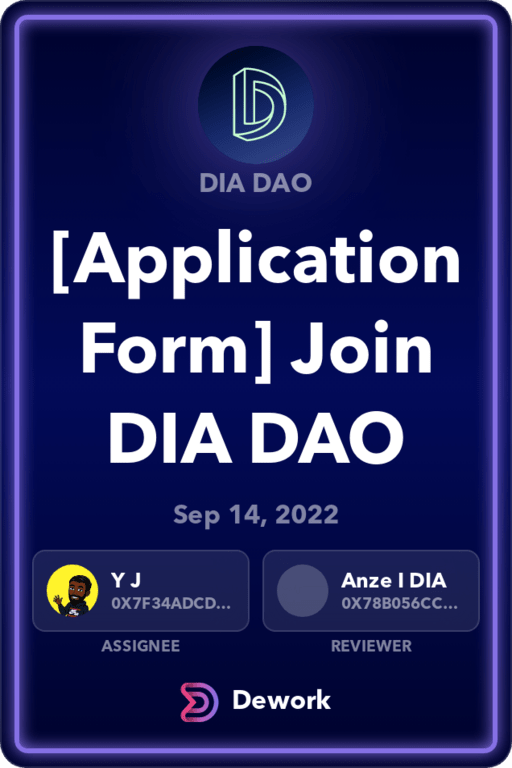 DIA DAO
[Application
Form] Join
DIA DAO
Sep 14, 2022
Y J
0X7F34ADCD...
ASSIGNEE
Anze I DIA
0X78B056CC...
REVIEWER
Dework